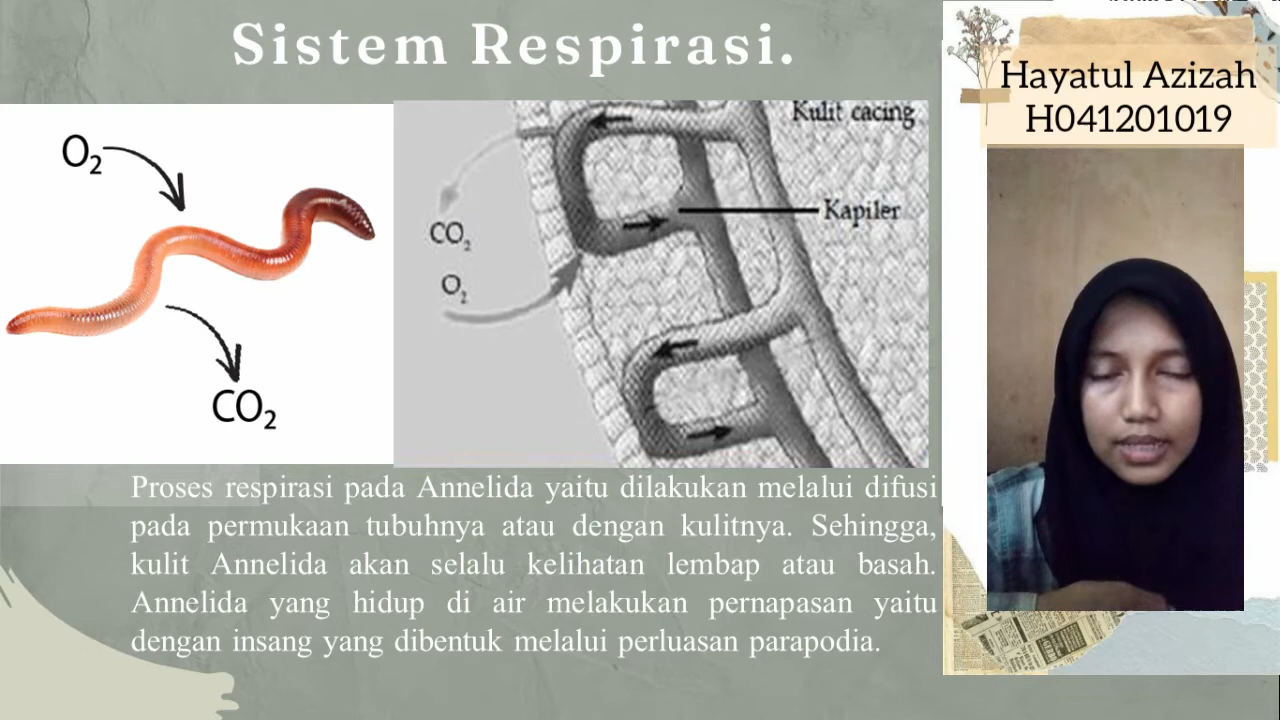 Sistem Respirasi.
Hayatul Azizah
H041201019
O₂
CO₂
Kulit cacing
Kapiler
CO₂
O₂
Proses respirasi pada Annelida yaitu dilakukan melalui difusi
pada permukaan tubuhnya atau dengan kulitnya. Sehingga,
kulit Annelida akan selalu kelihatan lembap atau basah.
Annelida yang hidup di air melakukan pernapasan yaitu
dengan insang yang dibentuk melalui perluasan parapodia.